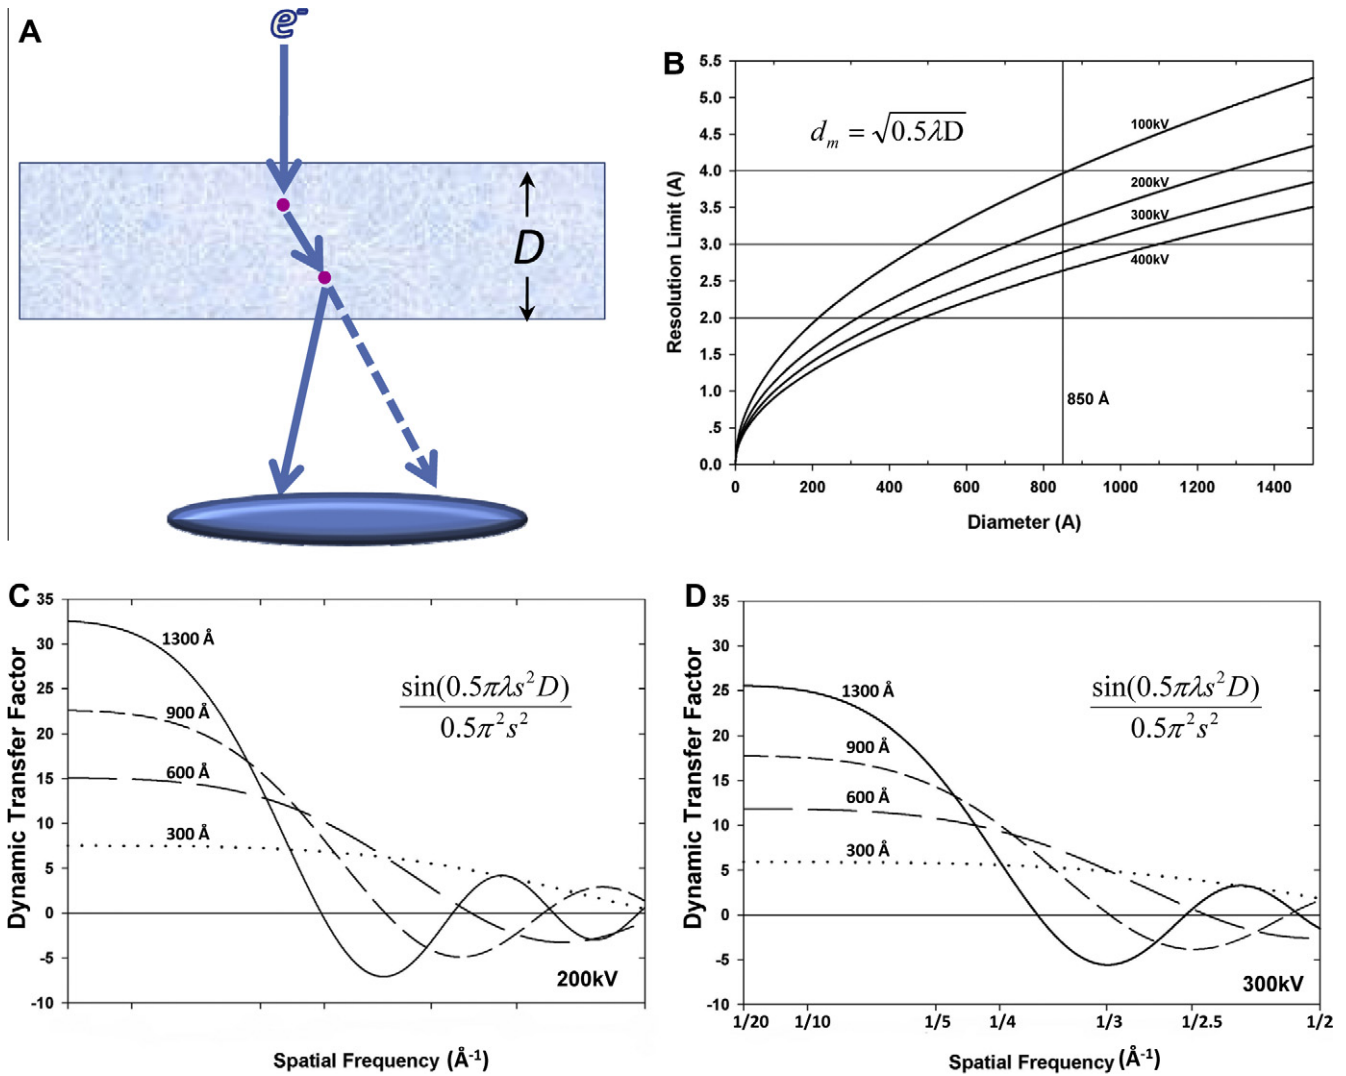 A
e-
D
B
5.5
5.0
4.5
4.0
3.5
3.0
2.5
2.0
1.5
1.0
.5
0.0
Resolution Limit (A)
d_m = √0.5λD
100kV
200kV
300kV
400kV
850 Å
0 200 400 600 800 1000 1200 1400
Diameter (A)
C
35
30
25
20
15
10
5
0
-5
-10
Dynamic Transfer Factor
1300 Å
900 Å
600 Å
300 Å
sin(0.5πλs²D)
0.5π²s²
200kV
Spatial Frequency (Å-1)
D
35
30
25
20
15
10
5
0
-5
-10
Dynamic Transfer Factor
1300 Å
900 Å
600 Å
300 Å
sin(0.5πλs²D)
0.5π²s²
300kV
1/20 1/10 1/5 1/4 1/3 1/2.5 1/2
Spatial Frequency (Å-1)